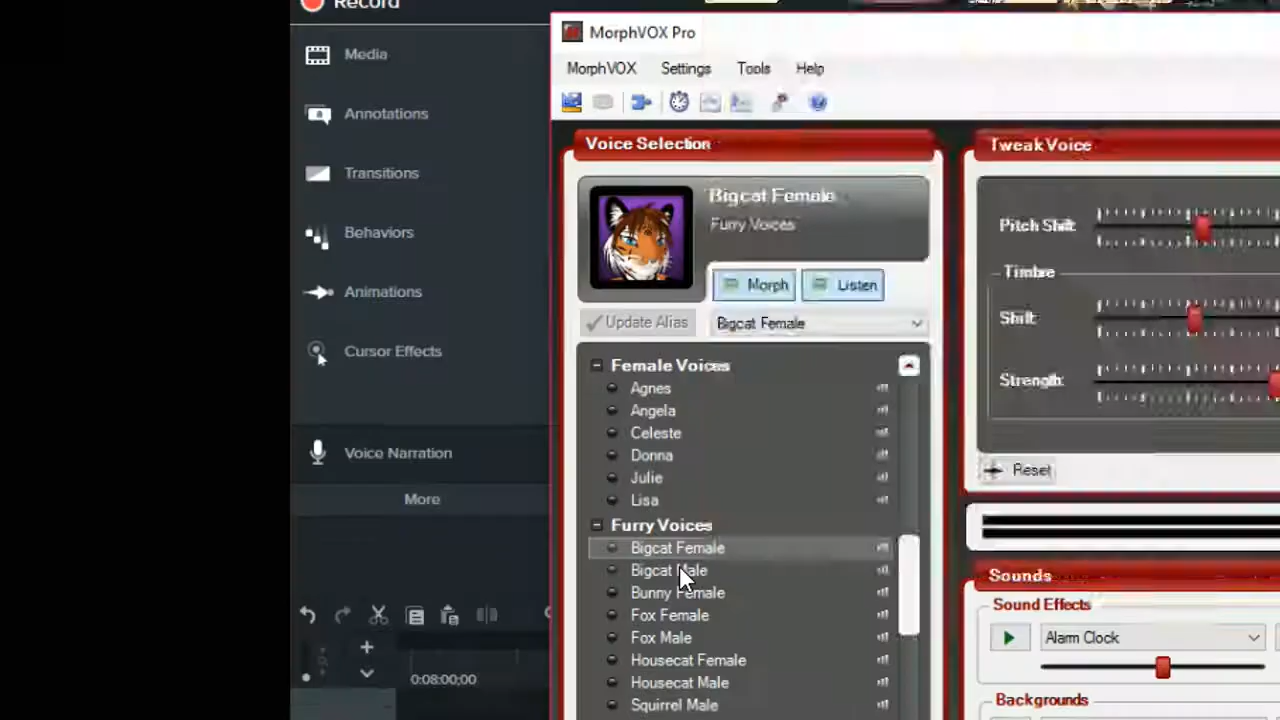 Record
Media
Annotations
Transitions
Behaviors
Animations
Cursor Effects
Voice Narration
More
0:08:00;00
MorphVOX Pro
MorphVOX Settings Tools Help
Voice Selection
Bigcat Female
Furry Voices
Morph Listen
Update Alias Bigcat Female
Female Voices
Agnes
Angela
Celeste
Donna
Julie
Lisa
Furry Voices
Bigcat Female
Bigcat Male
Bunny Female
Fox Female
Fox Male
Housecat Female
Housecat Male
Squirrel Male
Tweak Voice
Pitch Shift:
Timbre
Shift:
Strength:
Reset
Sounds
Sound Effects
Alarm Clock
Backgrounds